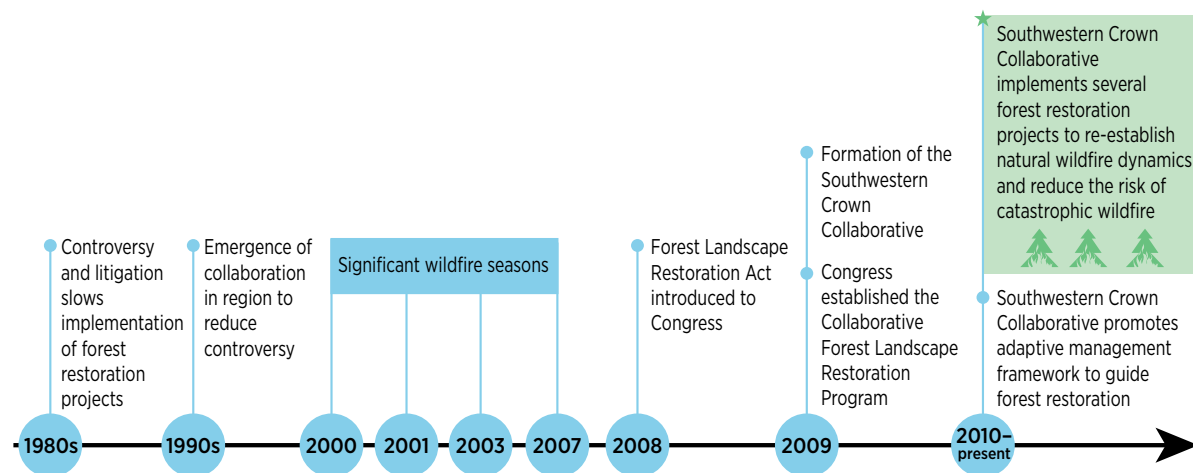 Controversy
and litigation
slows
implementation
of forest
restoration
projects
Emergence of
collaboration
in region to
reduce
controversy
Significant wildfire seasons
Forest Landscape
Restoration Act
introduced to
Congress
Formation of the
Southwestern
Crown
Collaborative
Congress
established the
Collaborative
Forest Landscape
Restoration
Program
Southwestern Crown
Collaborative
implements several
forest restoration
projects to re-establish
natural wildfire dynamics
and reduce the risk of
catastrophic wildfire
Southwestern Crown
Collaborative promotes
adaptive management
framework to guide
forest restoration
1980s
1990s
2000
2001
2003
2007
2008
2009
2010–
present